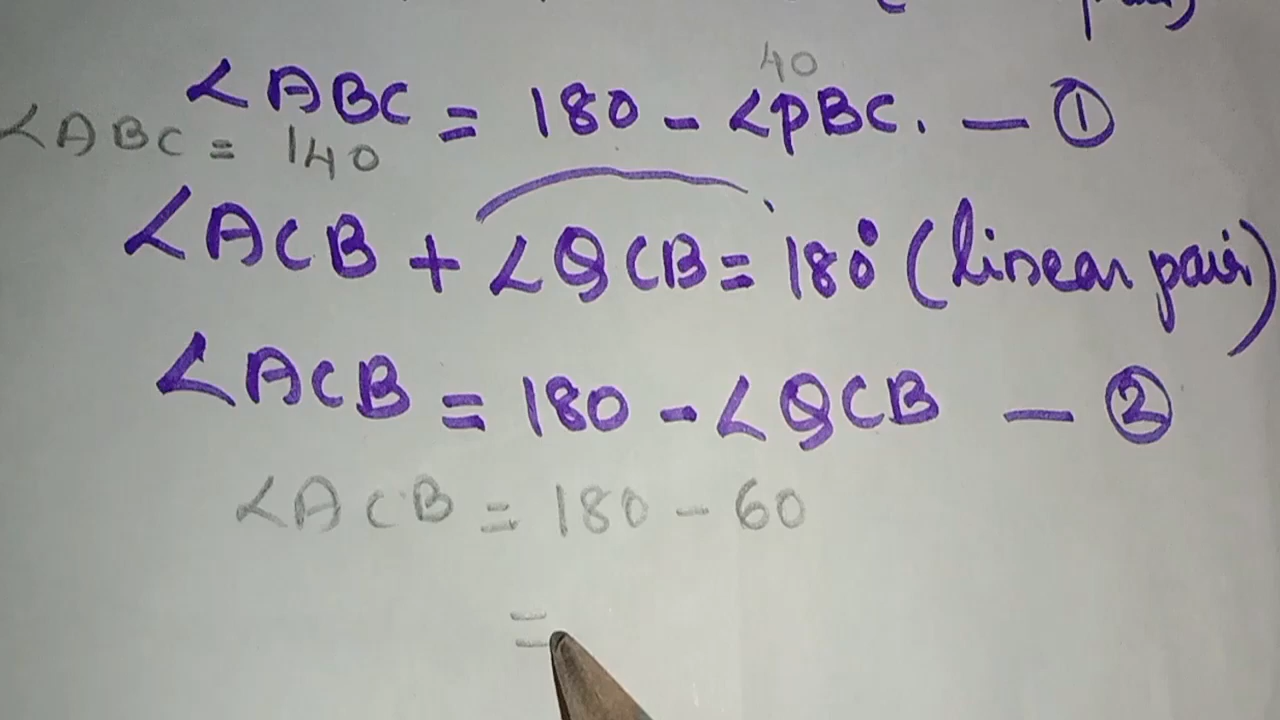 40
∠ABC = 180 - ∠PBC. — ①
∠ABC = 140
∠ACB + ∠QCB = 180° (linear pair)
∠ACB = 180 - ∠QCB — ②
∠ACB = 180 - 60
=